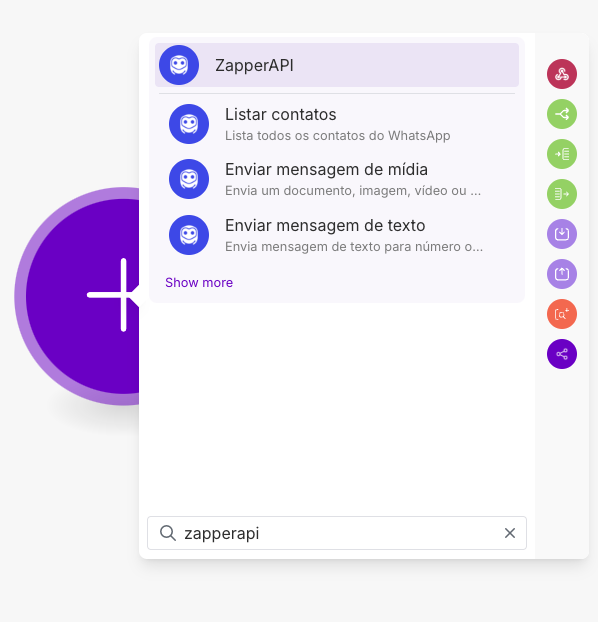 ZapperAPI
Listar contatos
Lista todos os contatos do WhatsApp
Enviar mensagem de mídia
Envia um documento, imagem, vídeo ou ...
Enviar mensagem de texto
Envia mensagem de texto para número o...
Show more
zapperapi